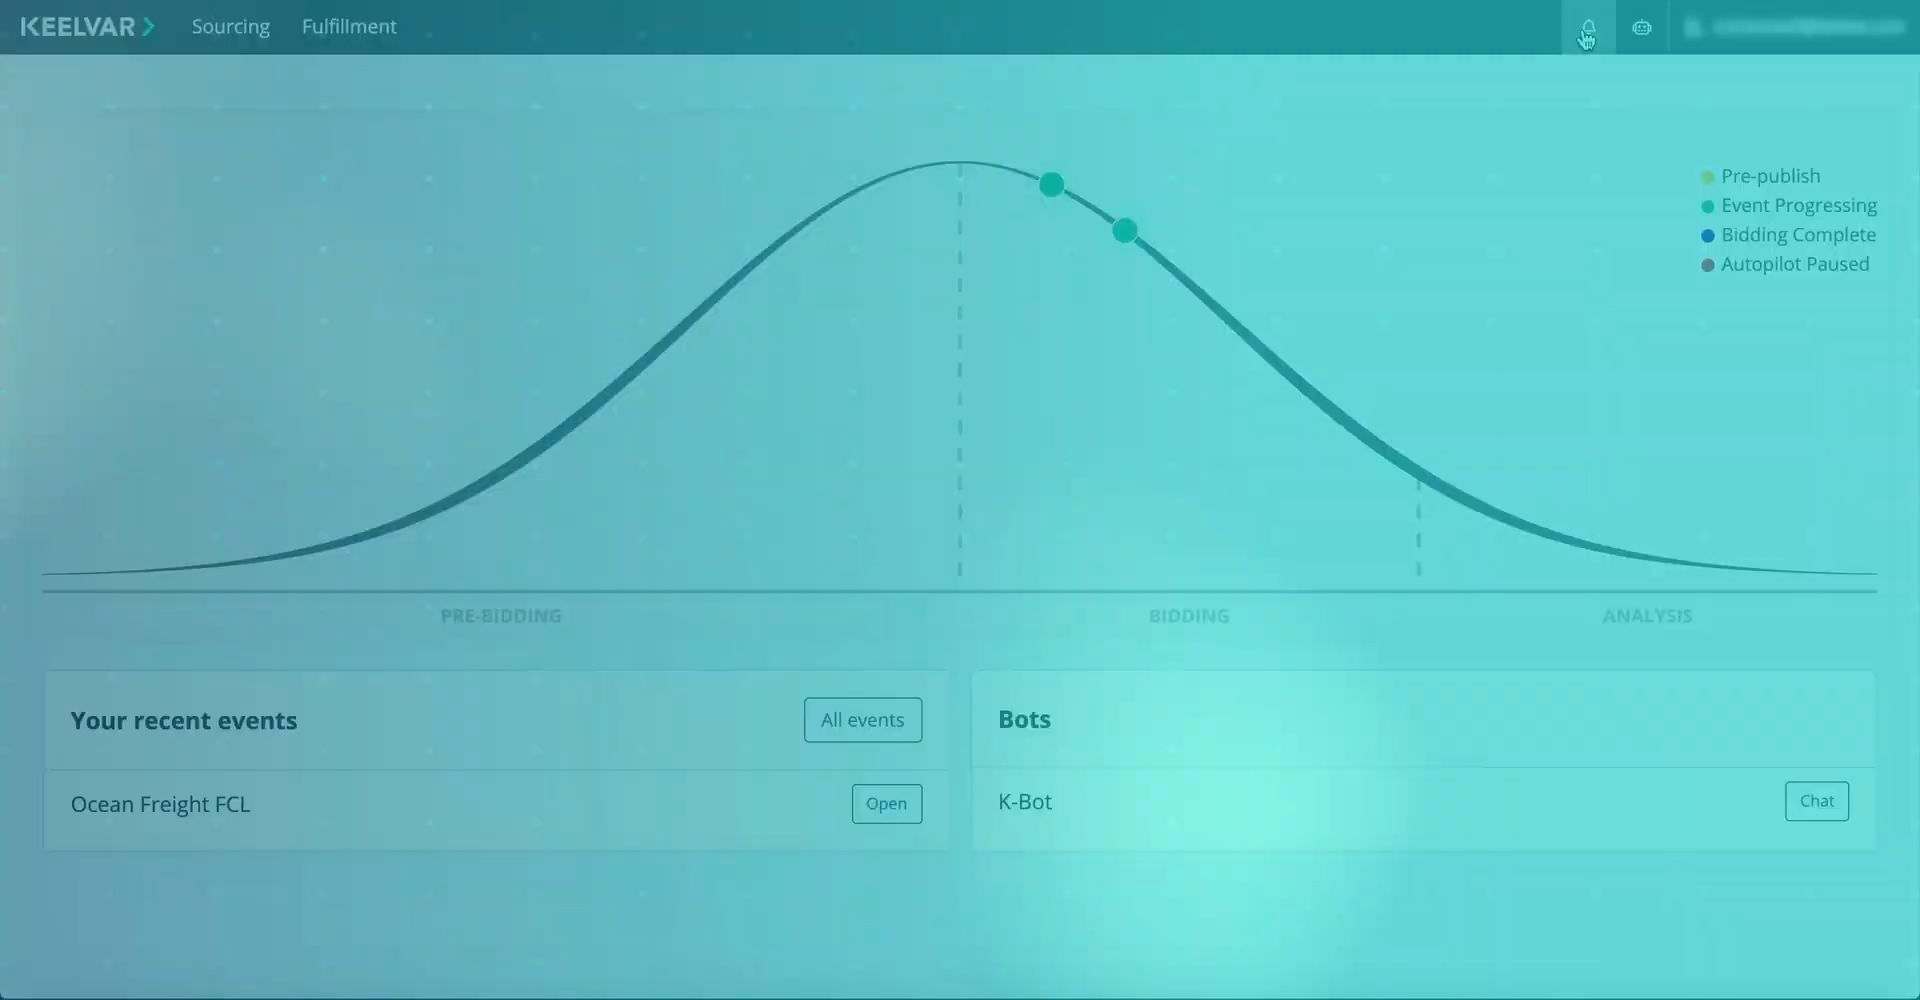 KEELVAR
Sourcing
Fulfillment
Pre-publish
Event Progressing
Bidding Complete
Autopilot Paused
PRE-BIDDING
BIDDING
ANALYSIS
Your recent events
All events
Bots
Ocean Freight FCL
Open
K-Bot
Chat